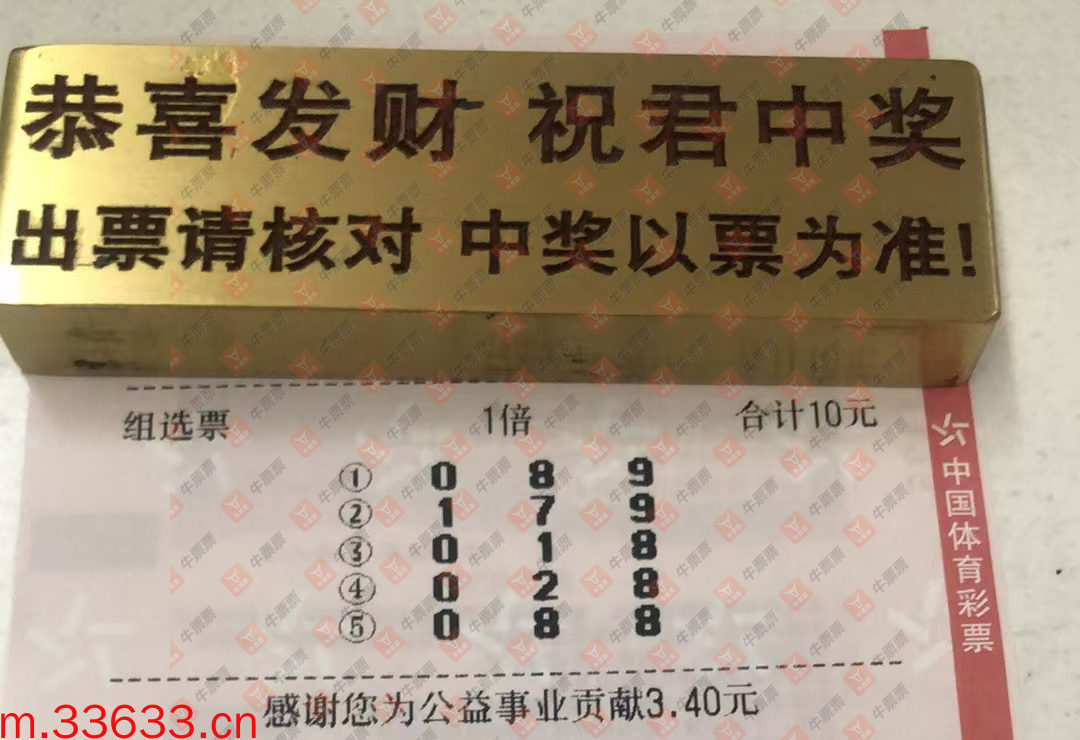 恭喜发财 祝君中奖
出票请核对 中奖以票为准!
组选票 1倍 合计10元
① 0 8 9
② 1 7 9
③ 0 1 8
④ 0 2 8
⑤ 0 8 8
感谢您为公益事业贡献3.40元
中国体育彩票
m.33633.cn
牛票票